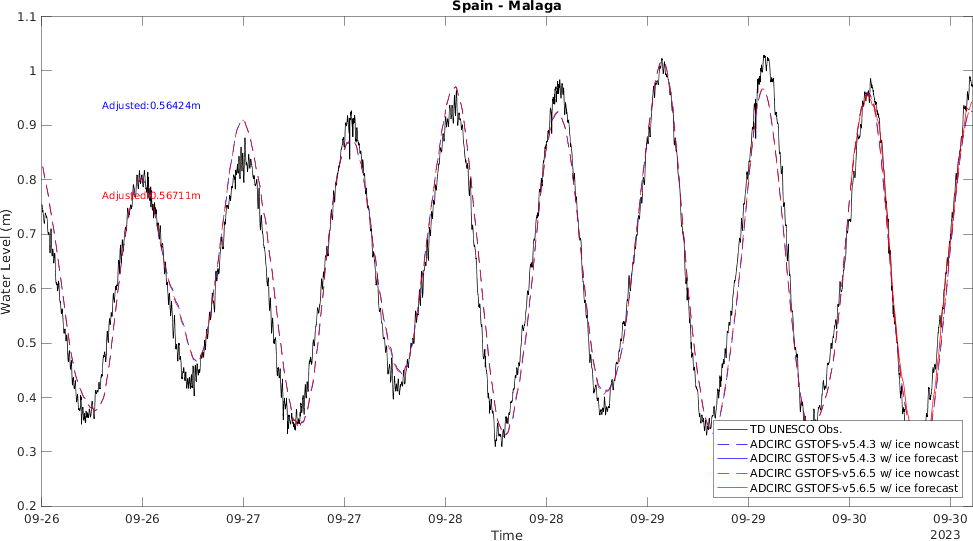 Spain - Malaga
1.1
1
0.9
0.8
0.7
0.6
0.5
0.4
0.3
0.2
Water Level (m)
Adjusted:0.56424m
Adjusted:0.56711m
TD UNESCO Obs.
ADCIRC GSTOFS-v5.4.3 w/ ice nowcast
ADCIRC GSTOFS-v5.4.3 w/ ice forecast
ADCIRC GSTOFS-v5.6.5 w/ ice nowcast
ADCIRC GSTOFS-v5.6.5 w/ ice forecast
09-26 09-26 09-27 09-27 09-28 09-28 09-29 09-29 09-30 09-30
2023
Time